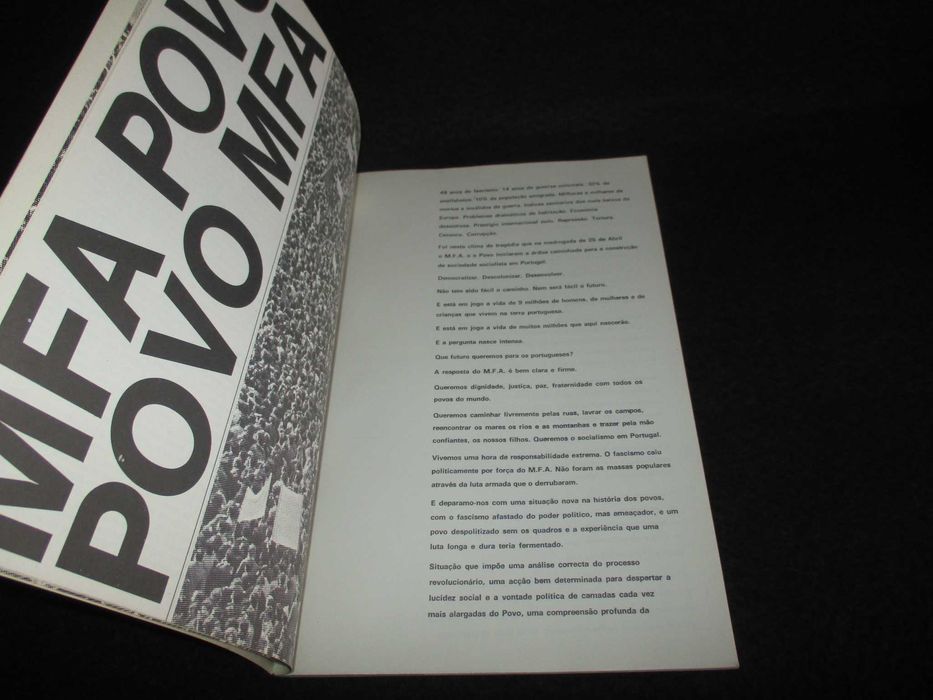 MFA POVO
POVO MFA
48 anos de fascismo. 14 anos de guerras coloniais. 30% de
analfabetos. 10% da população emigrada. Milhares e milhares de
mortos e inválidos de guerra. Índices sanitários dos mais baixos da
Europa. Problemas dramáticos de habitação. Economia
desastrosa. Prestígio internacional nulo. Repressão. Tortura.
Censura. Corrupção.
Foi neste clima de tragédia que na madrugada de 25 de Abril
o M.F.A. e o Povo iniciaram a árdua caminhada para a construção
de sociedade socialista em Portugal.
Democratizar. Descolonizar. Desenvolver.
Não tem sido fácil o caminho. Nem será fácil o futuro.
E está em jogo a vida de 9 milhões de homens, de mulheres e de
crianças que vivem na terra portuguesa.
E está em jogo a vida de muitos milhões que aqui nascerão.
E a pergunta nasce intensa.
Que futuro queremos para os portugueses?
A resposta do M.F.A. é bem clara e firme.
Queremos dignidade, justiça, paz, fraternidade com todos os
povos do mundo.
Queremos caminhar livremente pelas ruas, lavrar os campos,
reencontrar os mares os rios e as montanhas e trazer pela mão
confiantes, os nossos filhos. Queremos o socialismo em Portugal.
Vivemos uma hora de responsabilidade extrema. O fascismo caiu
politicamente por força do M.F.A. Não foram as massas populares
através da luta armada que o derrubaram.
E deparamo-nos com uma situação nova na história dos povos,
com o fascismo afastado do poder político, mas ameaçador, e um
povo despolitizado sem os quadros e a experiência que uma
luta longa e dura teria fermentado.
Situação que impõe uma análise correcta do processo
revolucionário, uma acção bem determinada para despertar a
lucidez social e a vontade política de camadas cada vez
mais alargadas do Povo, uma compreensão profunda da